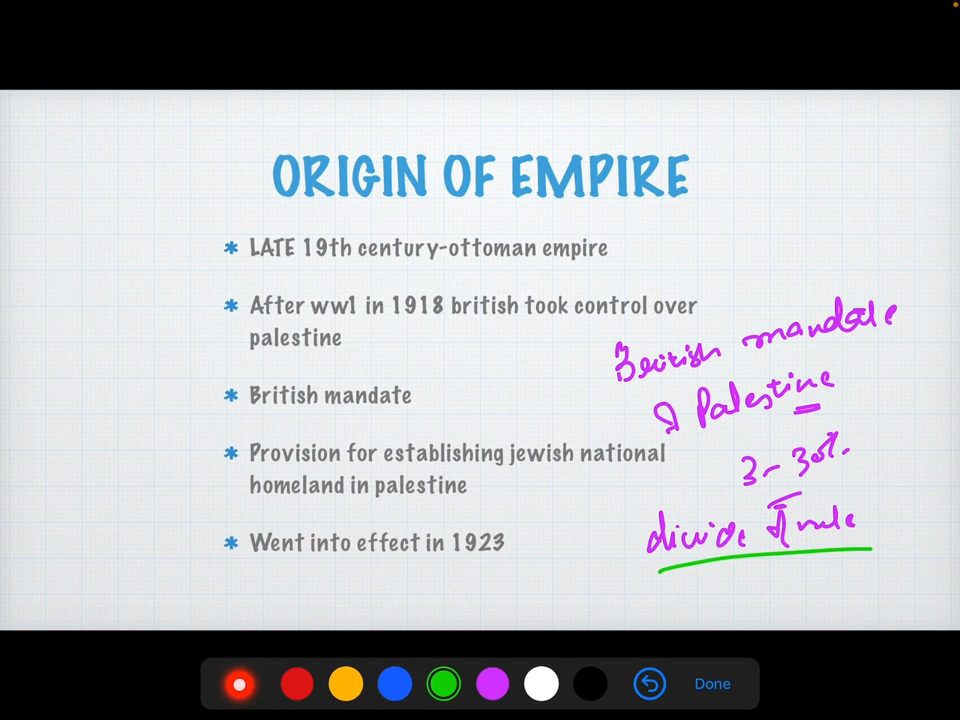 ORIGIN OF EMPIRE
* LATE 19th century-ottoman empire
* After ww1 in 1918 british took control over
palestine
* British mandate
* Provision for establishing jewish national
homeland in palestine
* Went into effect in 1923
British mandate
Palestine
3 - 30%.
divide & rule
Done